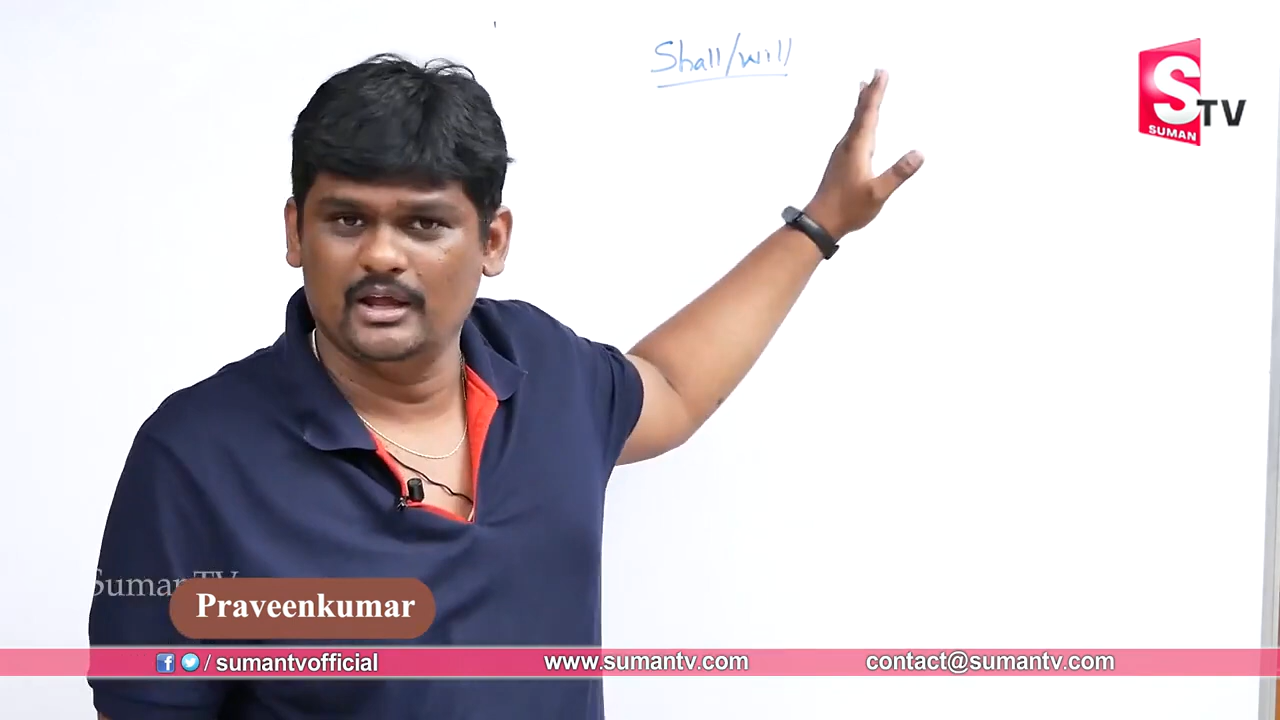 Shall/will
S TV
SUMAN
SumanTV
Praveenkumar
/ sumantvofficial
www.sumantv.com
contact@sumantv.com